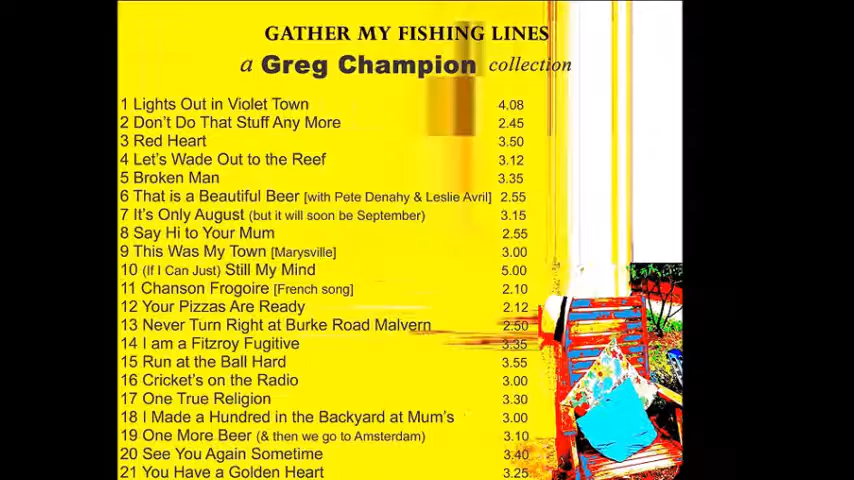 GATHER MY FISHING LINES
a Greg Champion collection
1 Lights Out in Violet Town 4.08
2 Don't Do That Stuff Any More 2.45
3 Red Heart 3.50
4 Let's Wade Out to the Reef 3.12
5 Broken Man 3.35
6 That is a Beautiful Beer [with Pete Denahy & Leslie Avril] 2.55
7 It's Only August (but it will soon be September) 3.15
8 Say Hi to Your Mum 2.55
9 This Was My Town [Marysville] 3.00
10 (If I Can Just) Still My Mind 5.00
11 Chanson Frogoire [French song] 2.10
12 Your Pizzas Are Ready 2.12
13 Never Turn Right at Burke Road Malvern 2.50
14 I am a Fitzroy Fugitive 3.35
15 Run at the Ball Hard 3.55
16 Cricket's on the Radio 3.00
17 One True Religion 3.30
18 I Made a Hundred in the Backyard at Mum's 3.00
19 One More Beer (& then we go to Amsterdam) 3.10
20 See You Again Sometime 3.40
21 You Have a Golden Heart 3.25